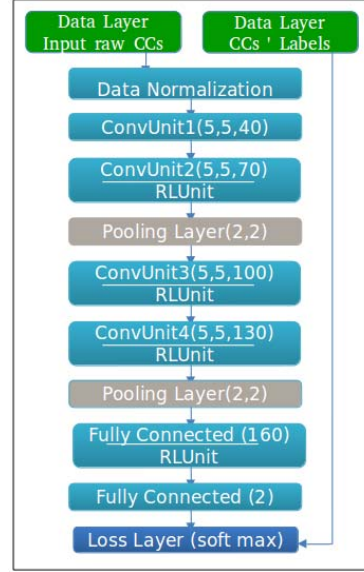 Data Layer
Input raw CCs
Data Layer
CCs ' Labels
Data Normalization
ConvUnit1(5,5,40)
ConvUnit2(5,5,70)
RLUnit
Pooling Layer(2,2)
ConvUnit3(5,5,100)
RLUnit
ConvUnit4(5,5,130)
RLUnit
Pooling Layer(2,2)
Fully Connected (160)
RLUnit
Fully Connected (2)
Loss Layer (soft max)